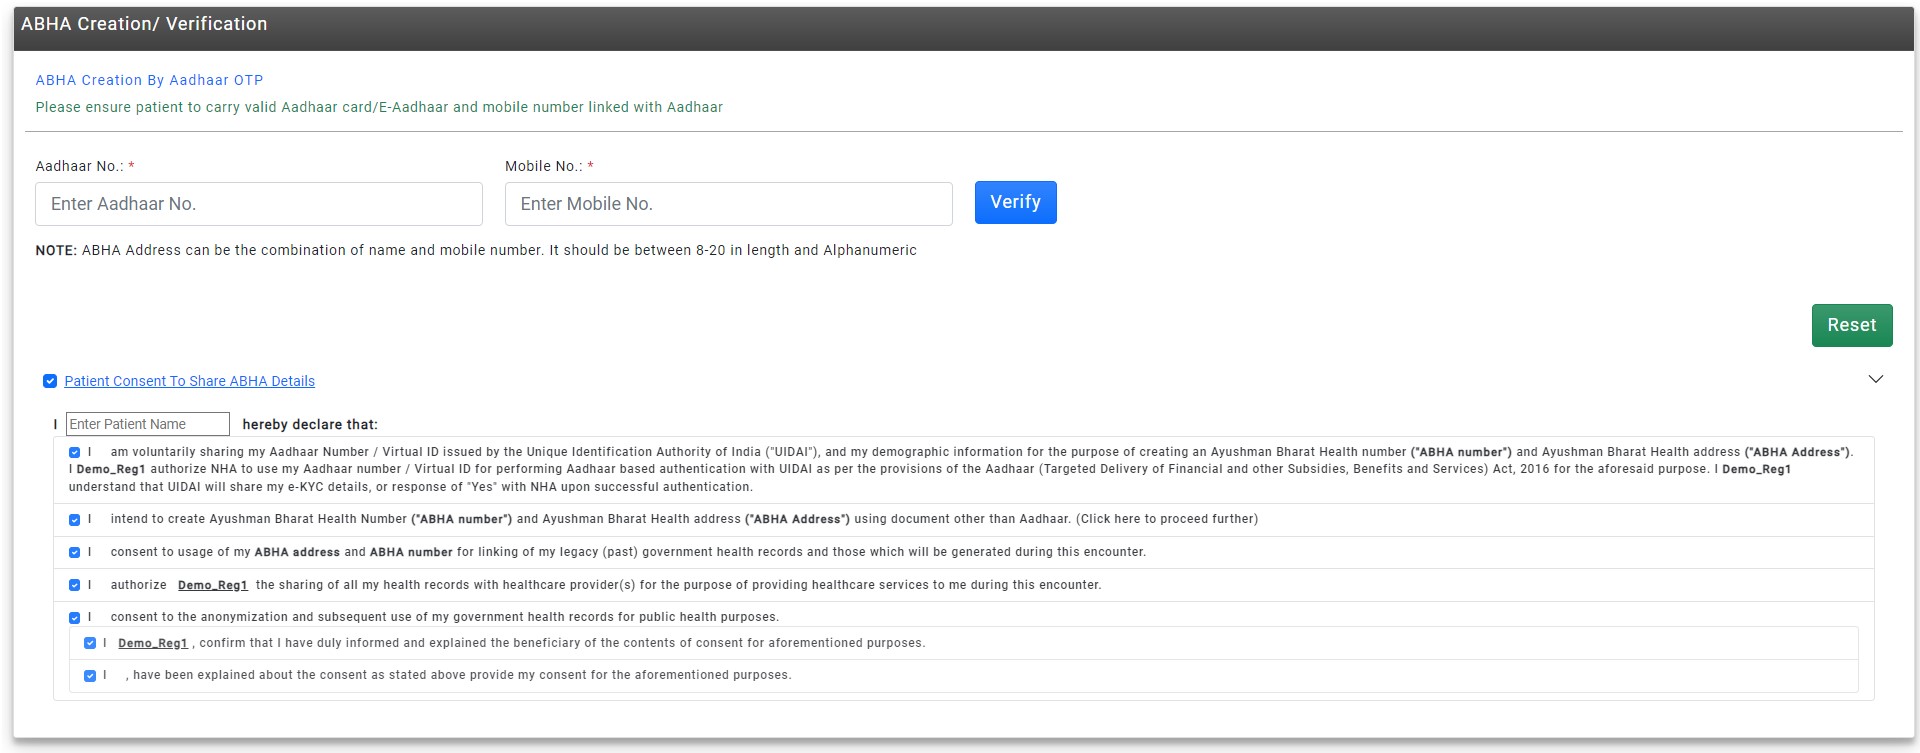 ABHA Creation/ Verification
ABHA Creation By Aadhaar OTP
Please ensure patient to carry valid Aadhaar card/E-Aadhaar and mobile number linked with Aadhaar
Aadhaar No.: * Mobile No.: *
Enter Aadhaar No. Enter Mobile No. Verify
NOTE: ABHA Address can be the combination of name and mobile number. It should be between 8-20 in length and Alphanumeric
Reset
Patient Consent To Share ABHA Details
I Enter Patient Name hereby declare that:
I am voluntarily sharing my Aadhaar Number / Virtual ID issued by the Unique Identification Authority of India ("UIDAI"), and my demographic information for the purpose of creating an Ayushman Bharat Health number ("ABHA number") and Ayushman Bharat Health address ("ABHA Address").
I Demo_Reg1 authorize NHA to use my Aadhaar number / Virtual ID for performing Aadhaar based authentication with UIDAI as per the provisions of the Aadhaar (Targeted Delivery of Financial and other Subsidies, Benefits and Services) Act, 2016 for the aforesaid purpose. I Demo_Reg1
understand that UIDAI will share my e-KYC details, or response of "Yes" with NHA upon successful authentication.
I intend to create Ayushman Bharat Health Number ("ABHA number") and Ayushman Bharat Health address ("ABHA Address") using document other than Aadhaar. (Click here to proceed further)
I consent to usage of my ABHA address and ABHA number for linking of my legacy (past) government health records and those which will be generated during this encounter.
I authorize Demo_Reg1 the sharing of all my health records with healthcare provider(s) for the purpose of providing healthcare services to me during this encounter.
I consent to the anonymization and subsequent use of my government health records for public health purposes.
I Demo_Reg1 , confirm that I have duly informed and explained the beneficiary of the contents of consent for aforementioned purposes.
I , have been explained about the consent as stated above provide my consent for the aforementioned purposes.